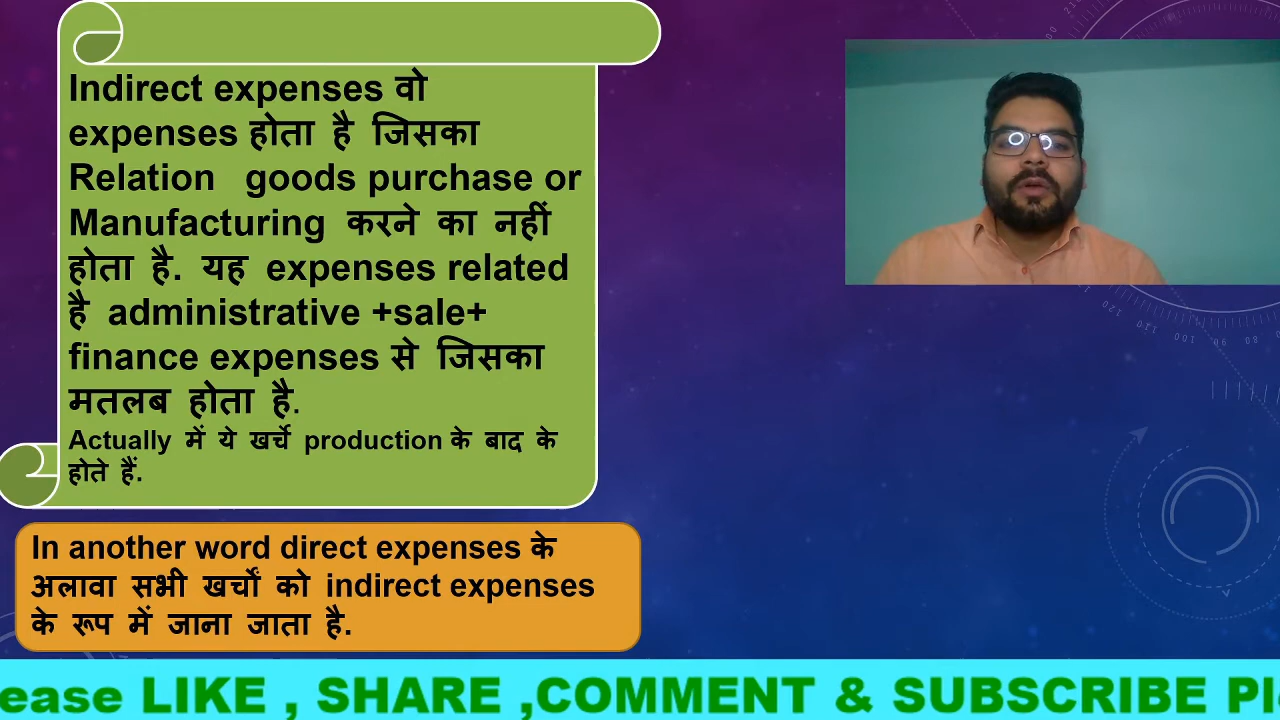 Indirect expenses वो
expenses होता है जिसका
Relation goods purchase or
Manufacturing करने का नहीं
होता है. यह expenses related
है administrative +sale+
finance expenses से जिसका
मतलब होता है.
Actually में ये खर्चे production के बाद के
होते हैं.
In another word direct expenses के
अलावा सभी खर्चों को indirect expenses
के रूप में जाना जाता है.
ease LIKE , SHARE ,COMMENT & SUBSCRIBE Pl